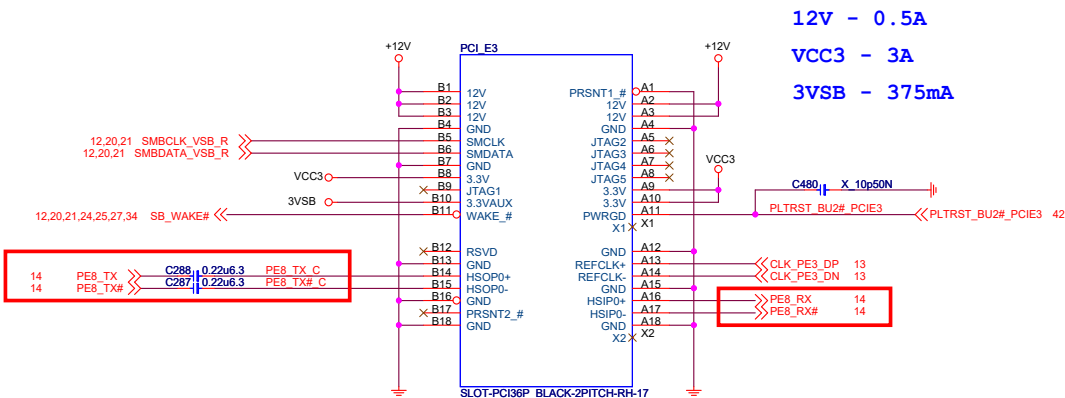 12V - 0.5A
VCC3 - 3A
3VSB - 375mA
+12V
PCI_E3
+12V
B1 12V PRSNT1_# A1
B2 12V 12V A2
B3 12V 12V A3
B4 GND GND A4
12,20,21 SMBCLK_VSB_R B5 SMCLK JTAG2 A5
12,20,21 SMBDATA_VSB_R B6 SMDATA JTAG3 A6
B7 GND JTAG4 A7
VCC3 B8 3.3V JTAG5 A8 VCC3
B9 JTAG1 3.3V A9
3VSB B10 3.3VAUX 3.3V A10
C480 X_10p50N
12,20,21,24,25,27,34 SB_WAKE# B11 WAKE_# PWRGD A11 PLTRST_BU2#_PCIE3 PLTRST_BU2#_PCIE3 42
X1 X1
B12 RSVD GND A12
B13 GND REFCLK+ A13 CLK_PE3_DP 13
14 PE8_TX C288 0.22u6.3 PE8_TX_C B14 HSOP0+ REFCLK- A14 CLK_PE3_DN 13
14 PE8_TX# C287 0.22u6.3 PE8_TX#_C B15 HSOP0- GND A15
B16 GND HSIP0+ A16 PE8_RX 14
B17 PRSNT2_# HSIP0- A17 PE8_RX# 14
B18 GND GND A18
X2 X2
SLOT-PCI36P_BLACK-2PITCH-RH-17